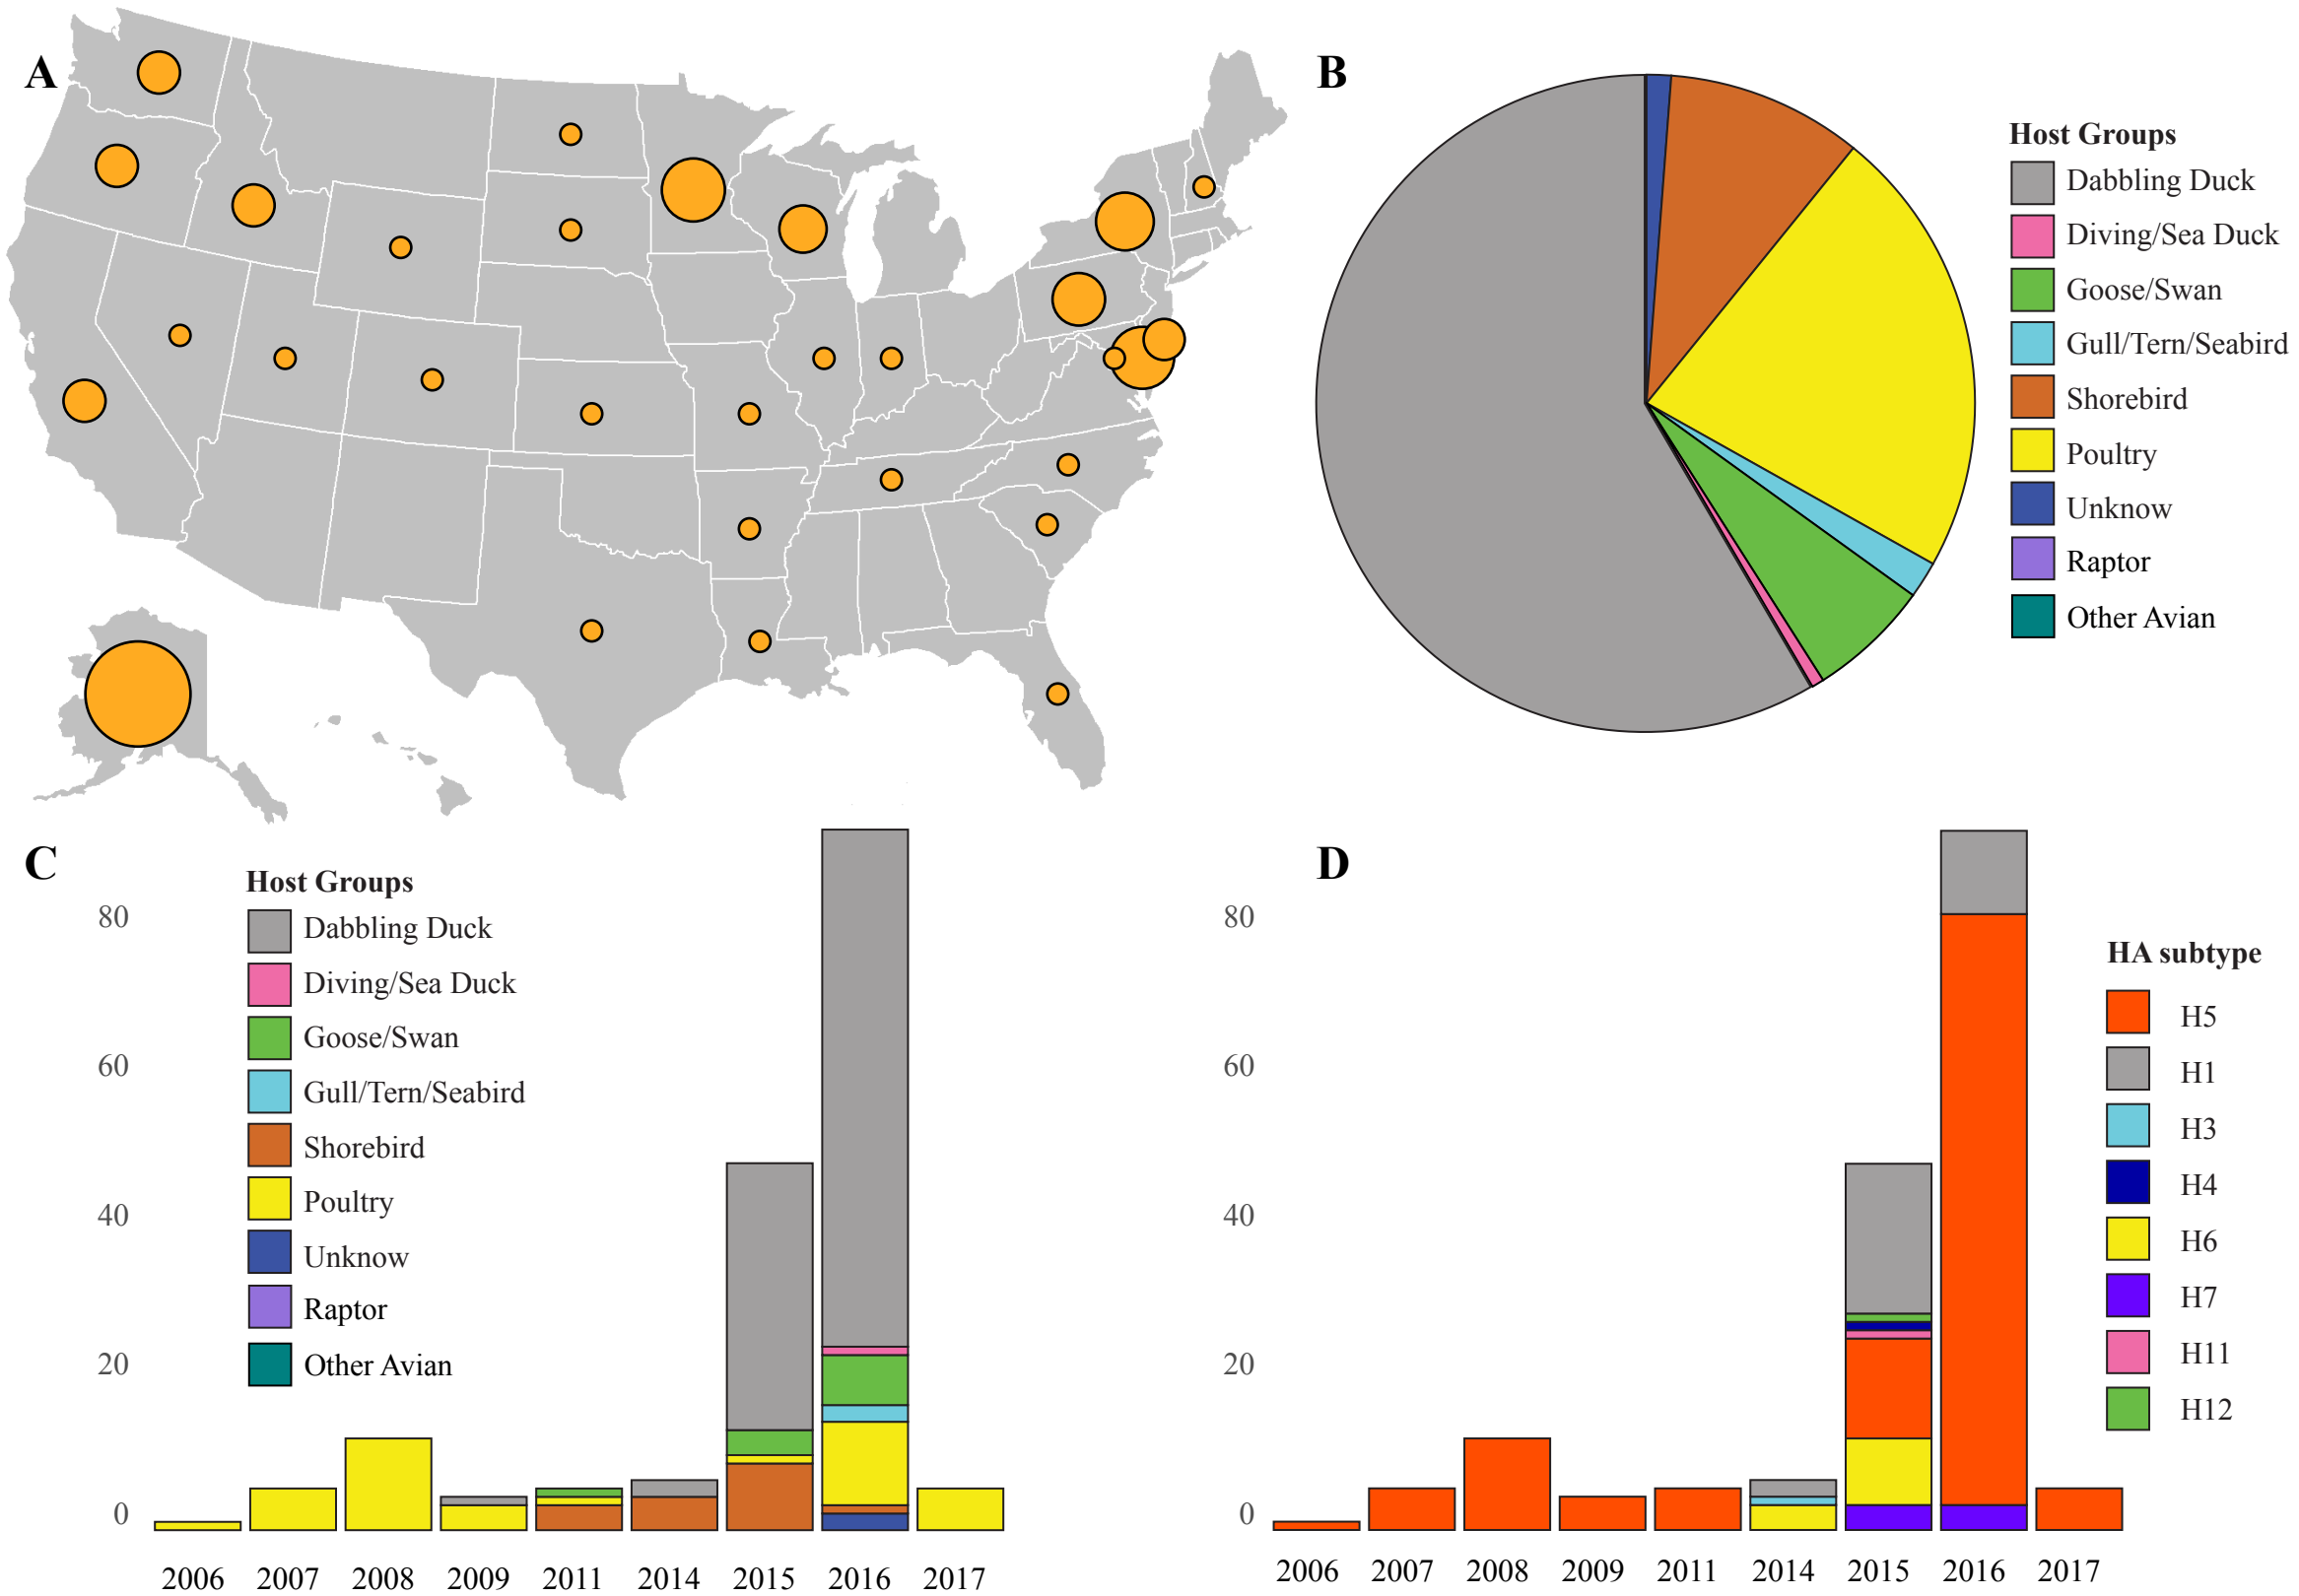 A
B
Host Groups
Dabbling Duck
Diving/Sea Duck
Goose/Swan
Gull/Tern/Seabird
Shorebird
Poultry
Unknow
Raptor
Other Avian
C
Host Groups
Dabbling Duck
Diving/Sea Duck
Goose/Swan
Gull/Tern/Seabird
Shorebird
Poultry
Unknow
Raptor
Other Avian
80
60
40
20
0
2006 2007 2008 2009 2011 2014 2015 2016 2017
D
80
60
40
20
0
HA subtype
H5
H1
H3
H4
H6
H7
H11
H12
2006 2007 2008 2009 2011 2014 2015 2016 2017